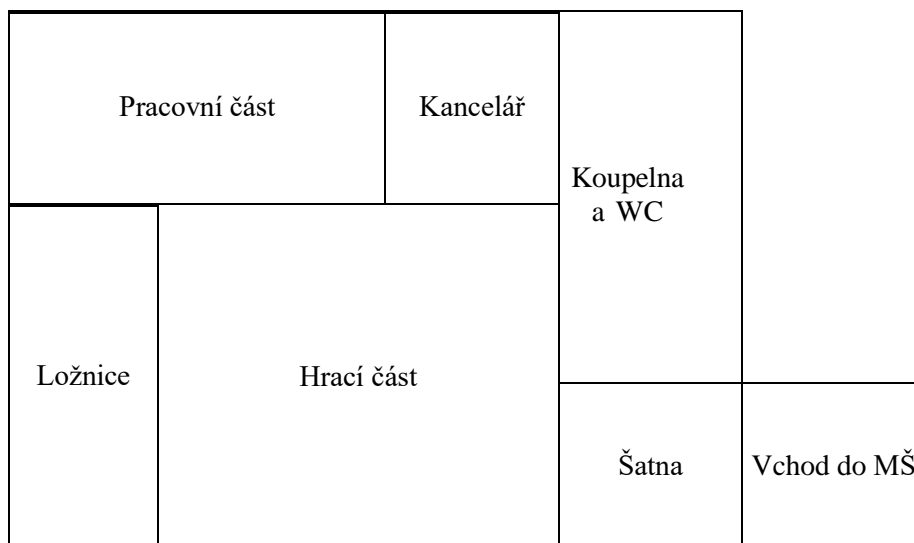 Pracovní část
Kancelář
Koupelna
a WC
Ložnice
Hrací část
Šatna
Vchod do MŠ